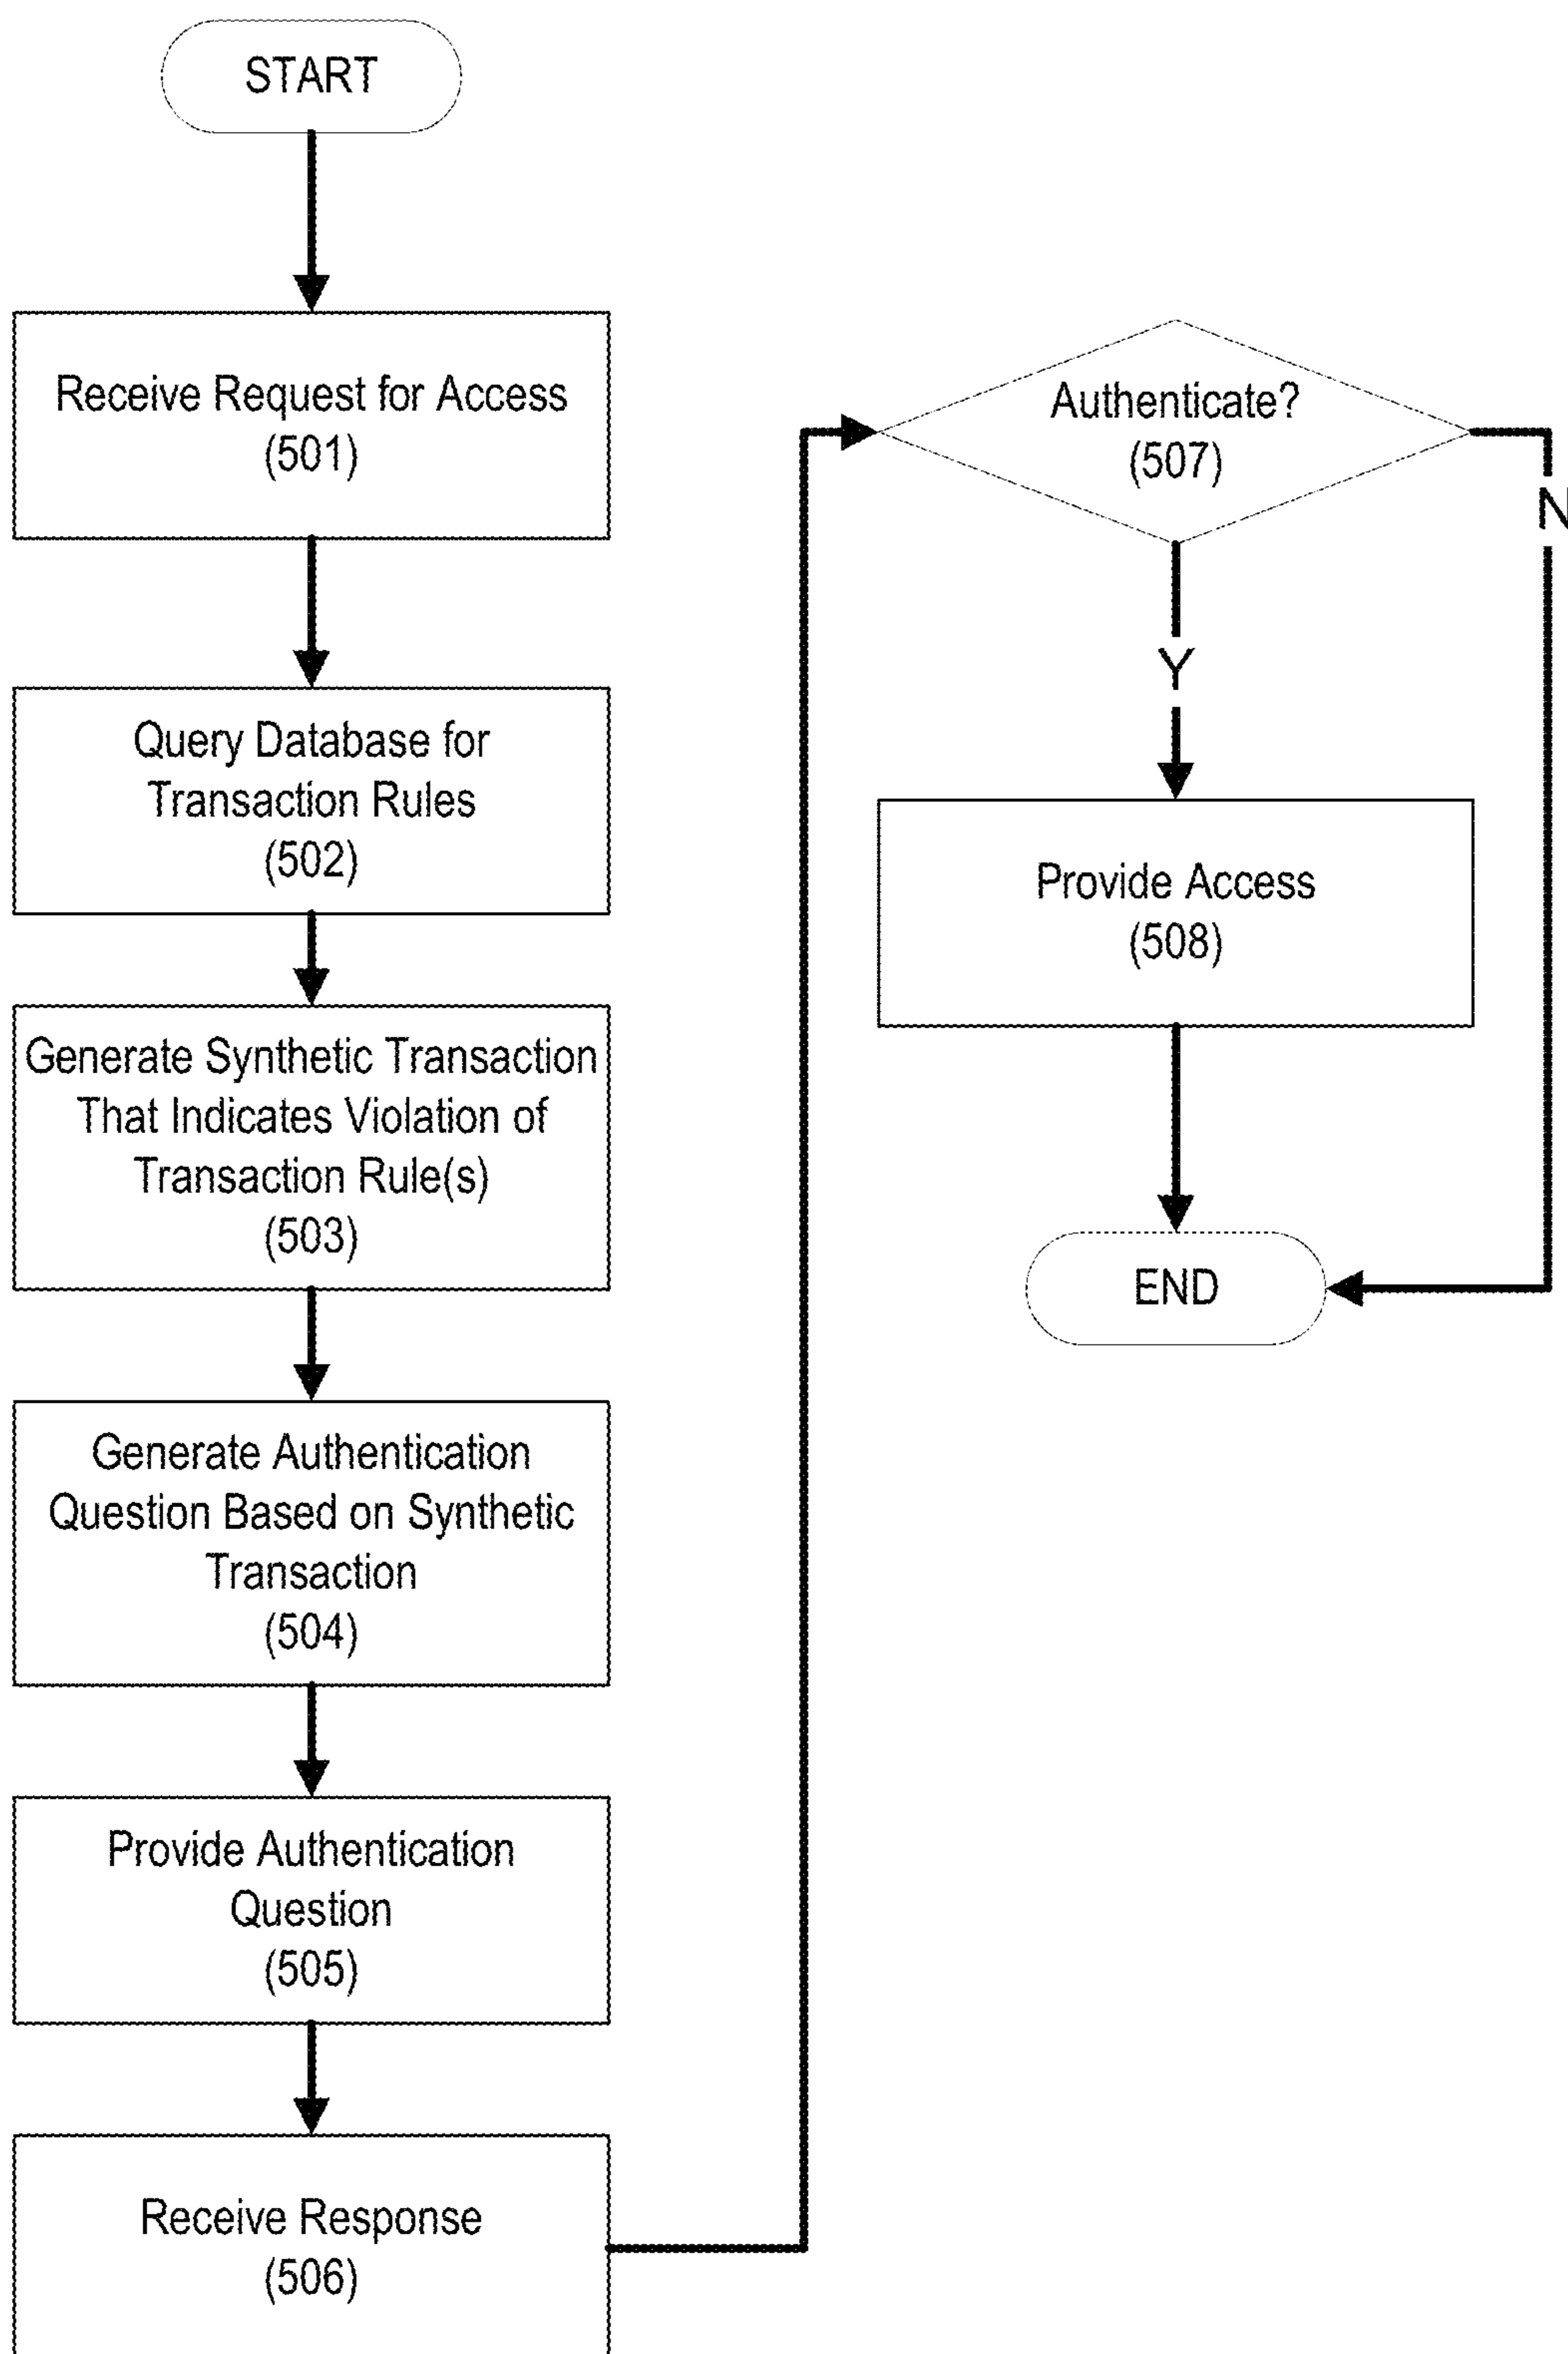 START
Receive Request for Access
(501)
Query Database for
Transaction Rules
(502)
Generate Synthetic Transaction
That Indicates Violation of
Transaction Rule(s)
(503)
Generate Authentication
Question Based on Synthetic
Transaction
(504)
Provide Authentication
Question
(505)
Receive Response
(506)
Authenticate?
(507)
N
Y
Provide Access
(508)
END